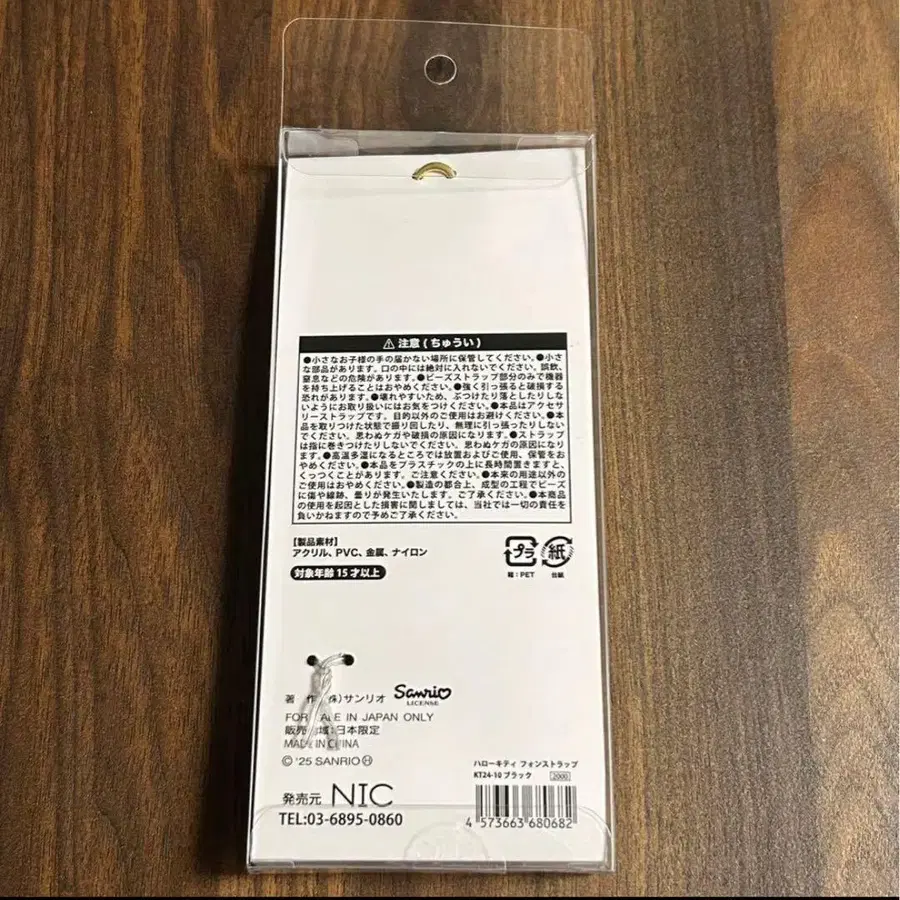 ⚠ 注意 (ちゅうい)
●小さなお子様の手の届かない場所に保管してください。●小さ
な部品があります。口の中には絶対に入れないでください。誤飲、
窒息などの危険があります。●ビーズストラップ部分のみで機器
を持ち上げることはおやめください。●強く引っ張ると破損する
恐れがあります。●壊れやすいため、ぶつけたり落としたりしな
いようにお取り扱いにはお気をつけください。●本品はアクセサ
リーストラップです。目的以外のご使用はお避けください。●本
品を取りつけた状態で振り回したり、無理に引っ張ったりしない
でください。思わぬケガや破損の原因になります。●ストラップ
は指に巻きつけたりしないでください。思わぬケガの原因になりま
す。●高温多湿になるところでは放置およびご使用、保管をお
やめください。●本品をプラスチックの上に長時間置きますと、
くっつくことがあります。ご注意ください。●本来の用途以外の
ご使用はおやめください。●製造の都合上、成型の工程でビーズ
に傷や線跡、曇りが発生いたします。ご了承ください。●本商品
の使用を起因とした損害に関しましては、当社では一切の責任を
負いかねますので予めご了承ください。
【製品素材】
アクリル、PVC、金属、ナイロン
対象年齢15才以上
プラ 紙
箱:PET 台紙
著 作 株)サンリオ Sanrio
LICENSE
FOR SALE IN JAPAN ONLY
販売 域:日本限定
MADE IN CHINA
©'25 SANRIO Ⓗ
発売元 NIC
TEL:03-6895-0860
ハローキティ フォンストラップ
KT24-10 ブラック 2000
4 573663 680682